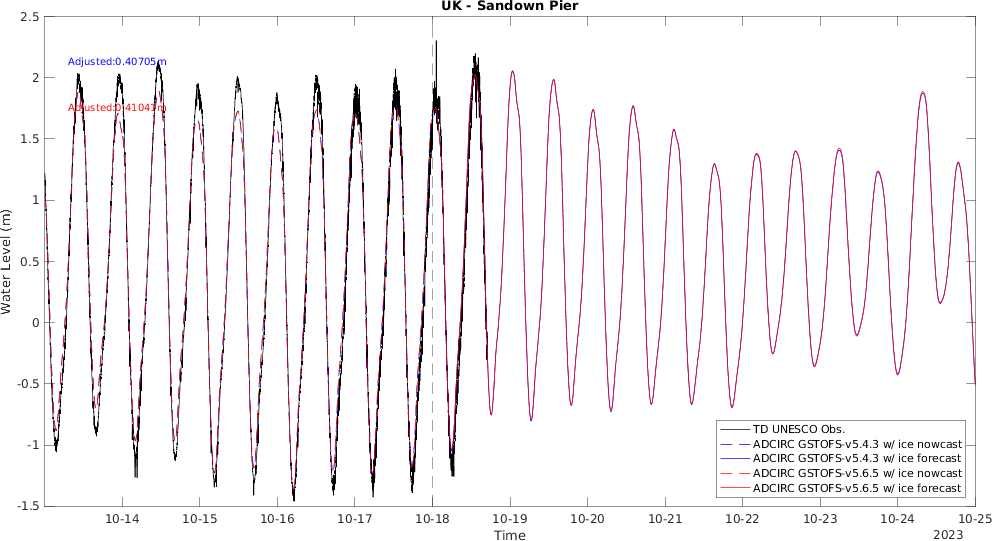 UK - Sandown Pier
2.5
2
1.5
1
0.5
0
-0.5
-1
-1.5
Water Level (m)
Adjusted:0.40705m
Adjusted:0.41041m
TD UNESCO Obs.
ADCIRC GSTOFS-v5.4.3 w/ ice nowcast
ADCIRC GSTOFS-v5.4.3 w/ ice forecast
ADCIRC GSTOFS-v5.6.5 w/ ice nowcast
ADCIRC GSTOFS-v5.6.5 w/ ice forecast
10-14 10-15 10-16 10-17 10-18 10-19 10-20 10-21 10-22 10-23 10-24 10-25
Time
2023